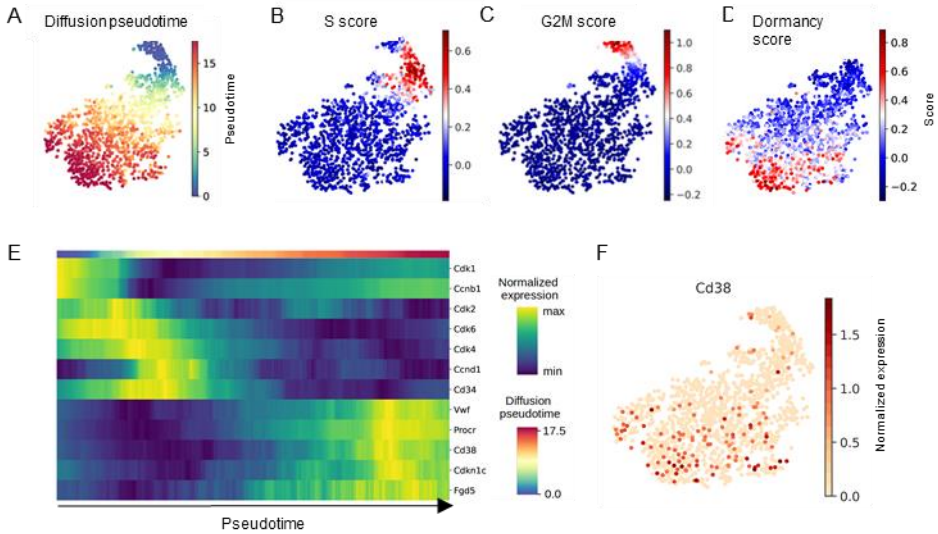 A
Diffusion pseudotime
15
10
5
0
Pseudotime
B
S score
0.6
0.4
0.2
0.0
C
G2M score
1.0
0.8
0.6
0.4
0.2
0.0
−0.2
D
Dormancy
score
0.8
0.6
0.4
0.2
0.0
−0.2
Score
E
Cdk1
Ccnb1
Cdk2
Cdk6
Cdk4
Ccnd1
Cd34
Vwf
Procr
Cd38
Cdkn1c
Fgd5
Pseudotime
Normalized
expression
max
min
Diffusion
pseudotime
17.5
0.0
F
Cd38
1.5
1.0
0.5
0.0
Normalized expression